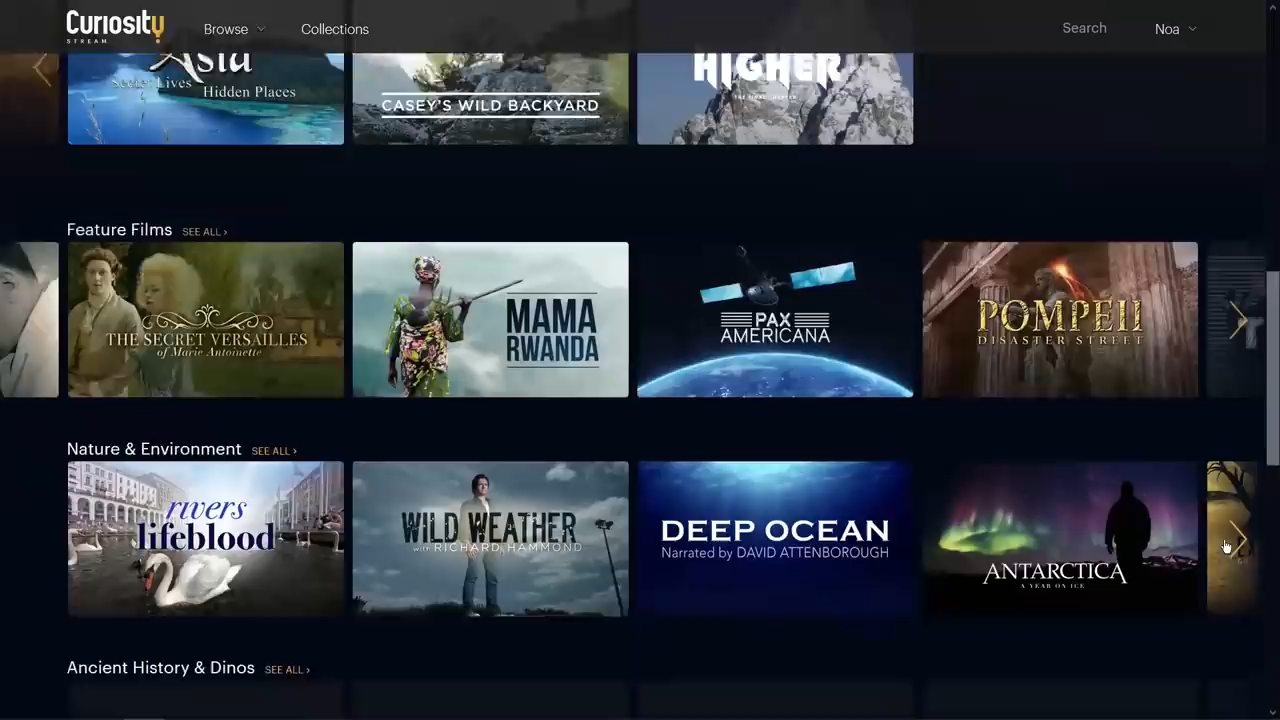 Curiosity
STREAM
Browse
Collections
Search
Noa
Asia
Secret Lives
Hidden Places
CASEY'S WILD BACKYARD
HIGHER
Feature Films SEE ALL ›
THE SECRET VERSAILLES
of Marie Antoinette
MAMA
RWANDA
PAX
AMERICANA
POMPEII
DISASTER STREET
Nature & Environment SEE ALL ›
rivers
lifeblood
WILD WEATHER
with RICHARD HAMMOND
DEEP OCEAN
Narrated by DAVID ATTENBOROUGH
ANTARCTICA
A YEAR ON ICE
Ancient History & Dinos SEE ALL ›